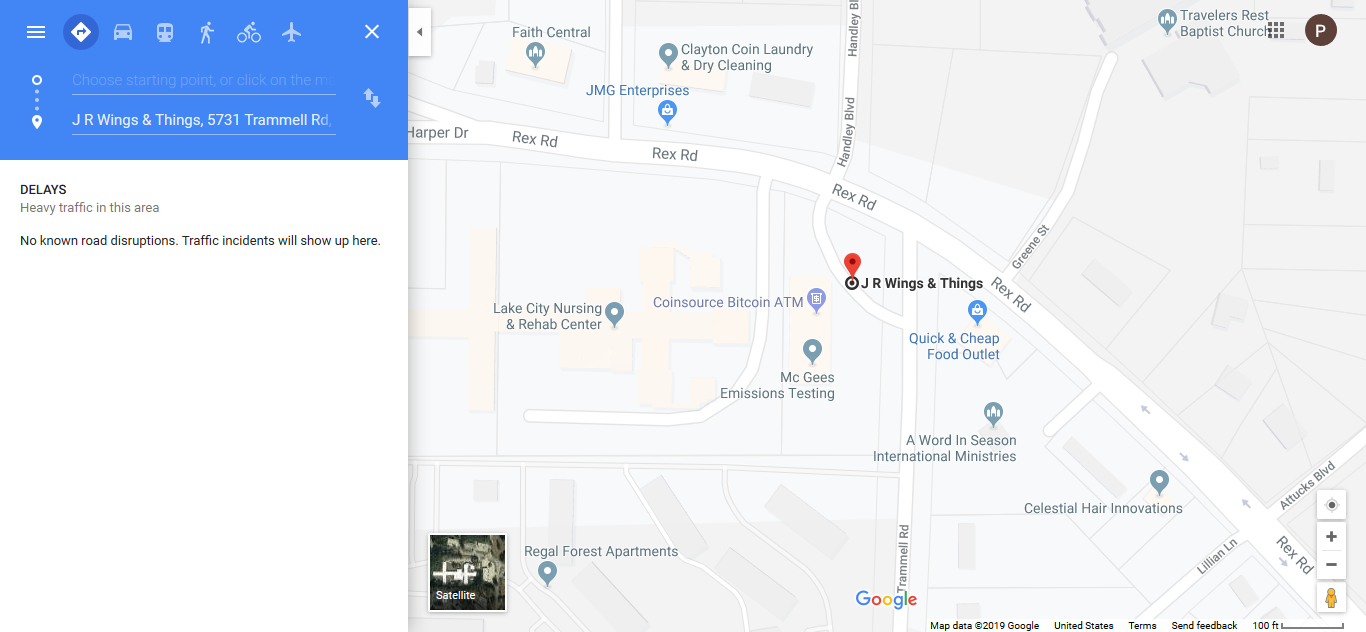 Choose starting point, or click on the m
J R Wings & Things, 5731 Trammell Rd,
DELAYS
Heavy traffic in this area
No known road disruptions. Traffic incidents will show up here.
Faith Central
Clayton Coin Laundry
& Dry Cleaning
JMG Enterprises
Handley Bl
Handley Blvd
Travelers Rest
Baptist Church
P
Harper Dr
Rex Rd
Rex Rd
Rex Rd
Greene St
J R Wings & Things
Rex Rd
Coinsource Bitcoin ATM
Lake City Nursing
& Rehab Center
Quick & Cheap
Food Outlet
Mc Gees
Emissions Testing
A Word In Season
International Ministries
Celestial Hair Innovations
Attucks Blvd
Lillian Ln
Rex Rd
Trammell Rd
Regal Forest Apartments
Satellite
Google
Map data ©2019 Google
United States
Terms
Send feedback
100 ft